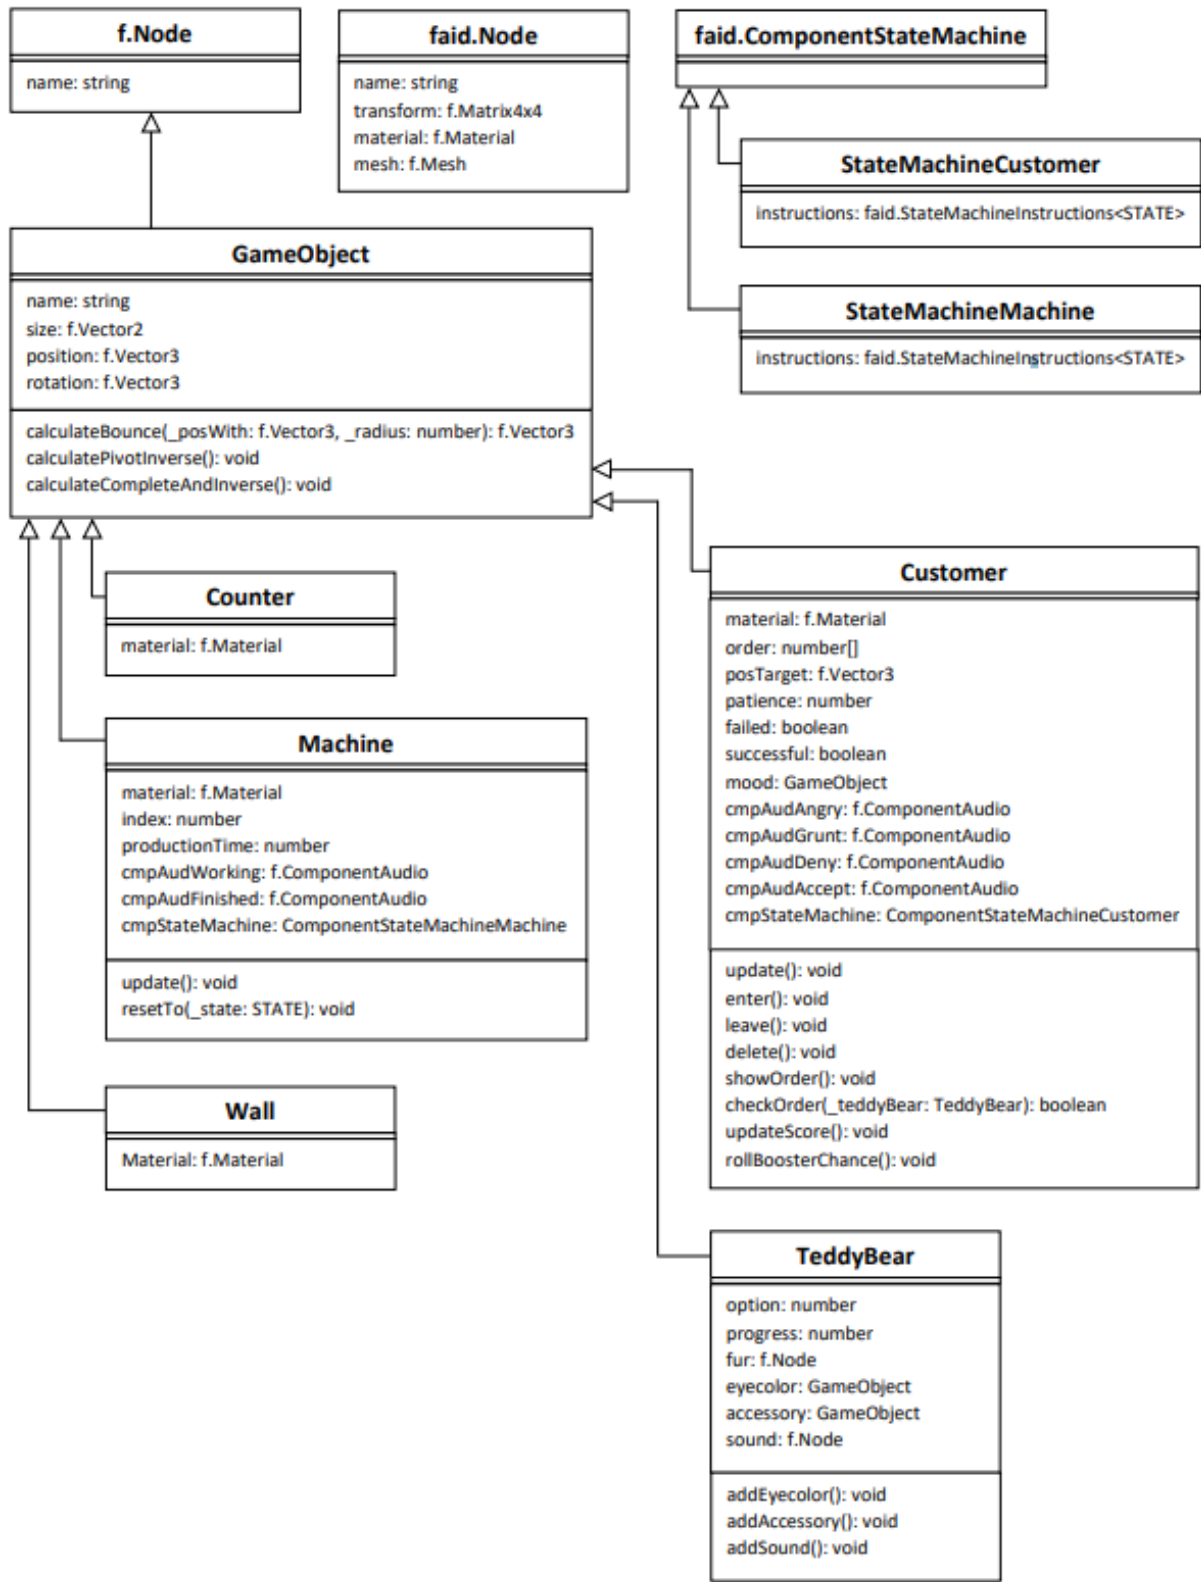 f.Node
name: string
faid.Node
name: string
transform: f.Matrix4x4
material: f.Material
mesh: f.Mesh
faid.ComponentStateMachine
StateMachineCustomer
instructions: faid.StateMachineInstructions<STATE>
StateMachineMachine
instructions: faid.StateMachineInstructions<STATE>
GameObject
name: string
size: f.Vector2
position: f.Vector3
rotation: f.Vector3
calculateBounce(_posWith: f.Vector3, _radius: number): f.Vector3
calculatePivotInverse(): void
calculateCompleteAndInverse(): void
Counter
material: f.Material
Machine
material: f.Material
index: number
productionTime: number
cmpAudWorking: f.ComponentAudio
cmpAudFinished: f.ComponentAudio
cmpStateMachine: ComponentStateMachineMachine
update(): void
resetTo(_state: STATE): void
Wall
Material: f.Material
Customer
material: f.Material
order: number[]
posTarget: f.Vector3
patience: number
failed: boolean
successful: boolean
mood: GameObject
cmpAudAngry: f.ComponentAudio
cmpAudGrunt: f.ComponentAudio
cmpAudDeny: f.ComponentAudio
cmpAudAccept: f.ComponentAudio
cmpStateMachine: ComponentStateMachineCustomer
update(): void
enter(): void
leave(): void
delete(): void
showOrder(): void
checkOrder(_teddyBear: TeddyBear): boolean
updateScore(): void
rollBoosterChance(): void
TeddyBear
option: number
progress: number
fur: f.Node
eyecolor: GameObject
accessory: GameObject
sound: f.Node
addEyecolor(): void
addAccessory(): void
addSound(): void